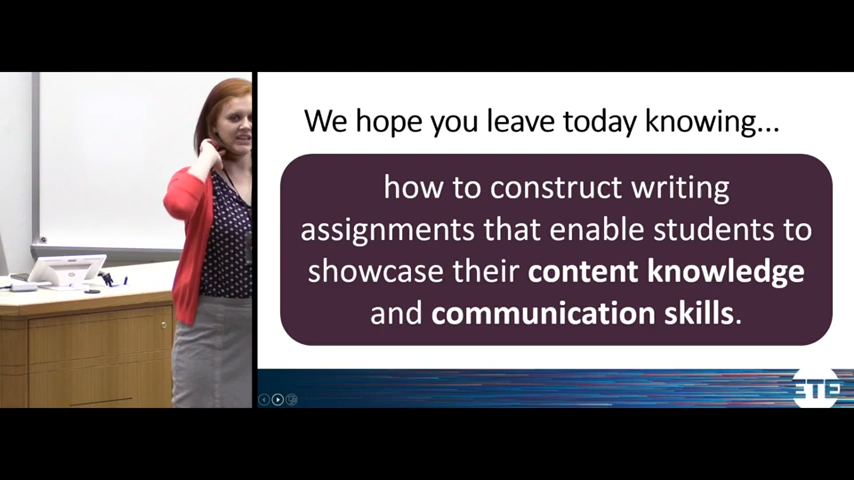 We hope you leave today knowing...
how to construct writing
assignments that enable students to
showcase their content knowledge
and communication skills.
ETE